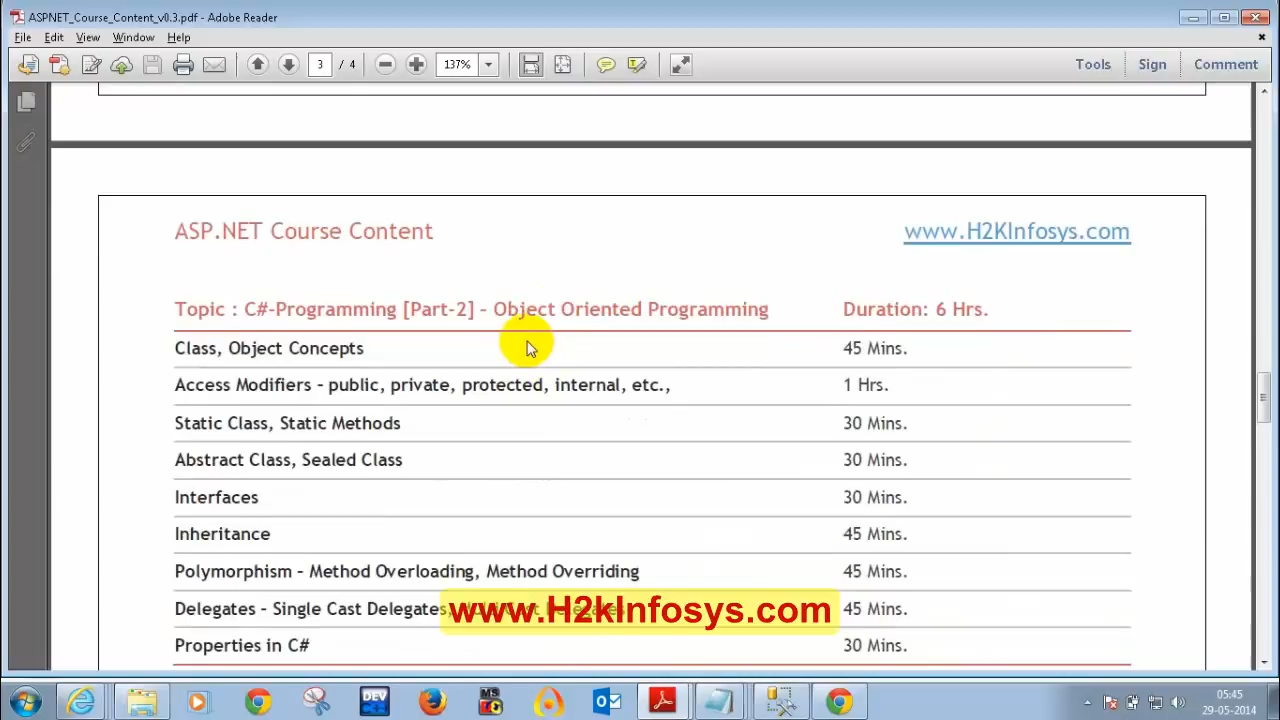 ASPNET_Course_Content_v0.3.pdf - Adobe Reader
File Edit View Window Help
3 / 4 137% Tools Sign Comment
ASP.NET Course Content www.H2KInfosys.com
Topic : C#-Programming [Part-2] – Object Oriented Programming Duration: 6 Hrs.
Class, Object Concepts 45 Mins.
Access Modifiers – public, private, protected, internal, etc., 1 Hrs.
Static Class, Static Methods 30 Mins.
Abstract Class, Sealed Class 30 Mins.
Interfaces 30 Mins.
Inheritance 45 Mins.
Polymorphism – Method Overloading, Method Overriding 45 Mins.
Delegates – Single Cast Delegates, 45 Mins.
www.H2kInfosys.com
Properties in C# 30 Mins.
DEV MS
05:45
29-05-2014